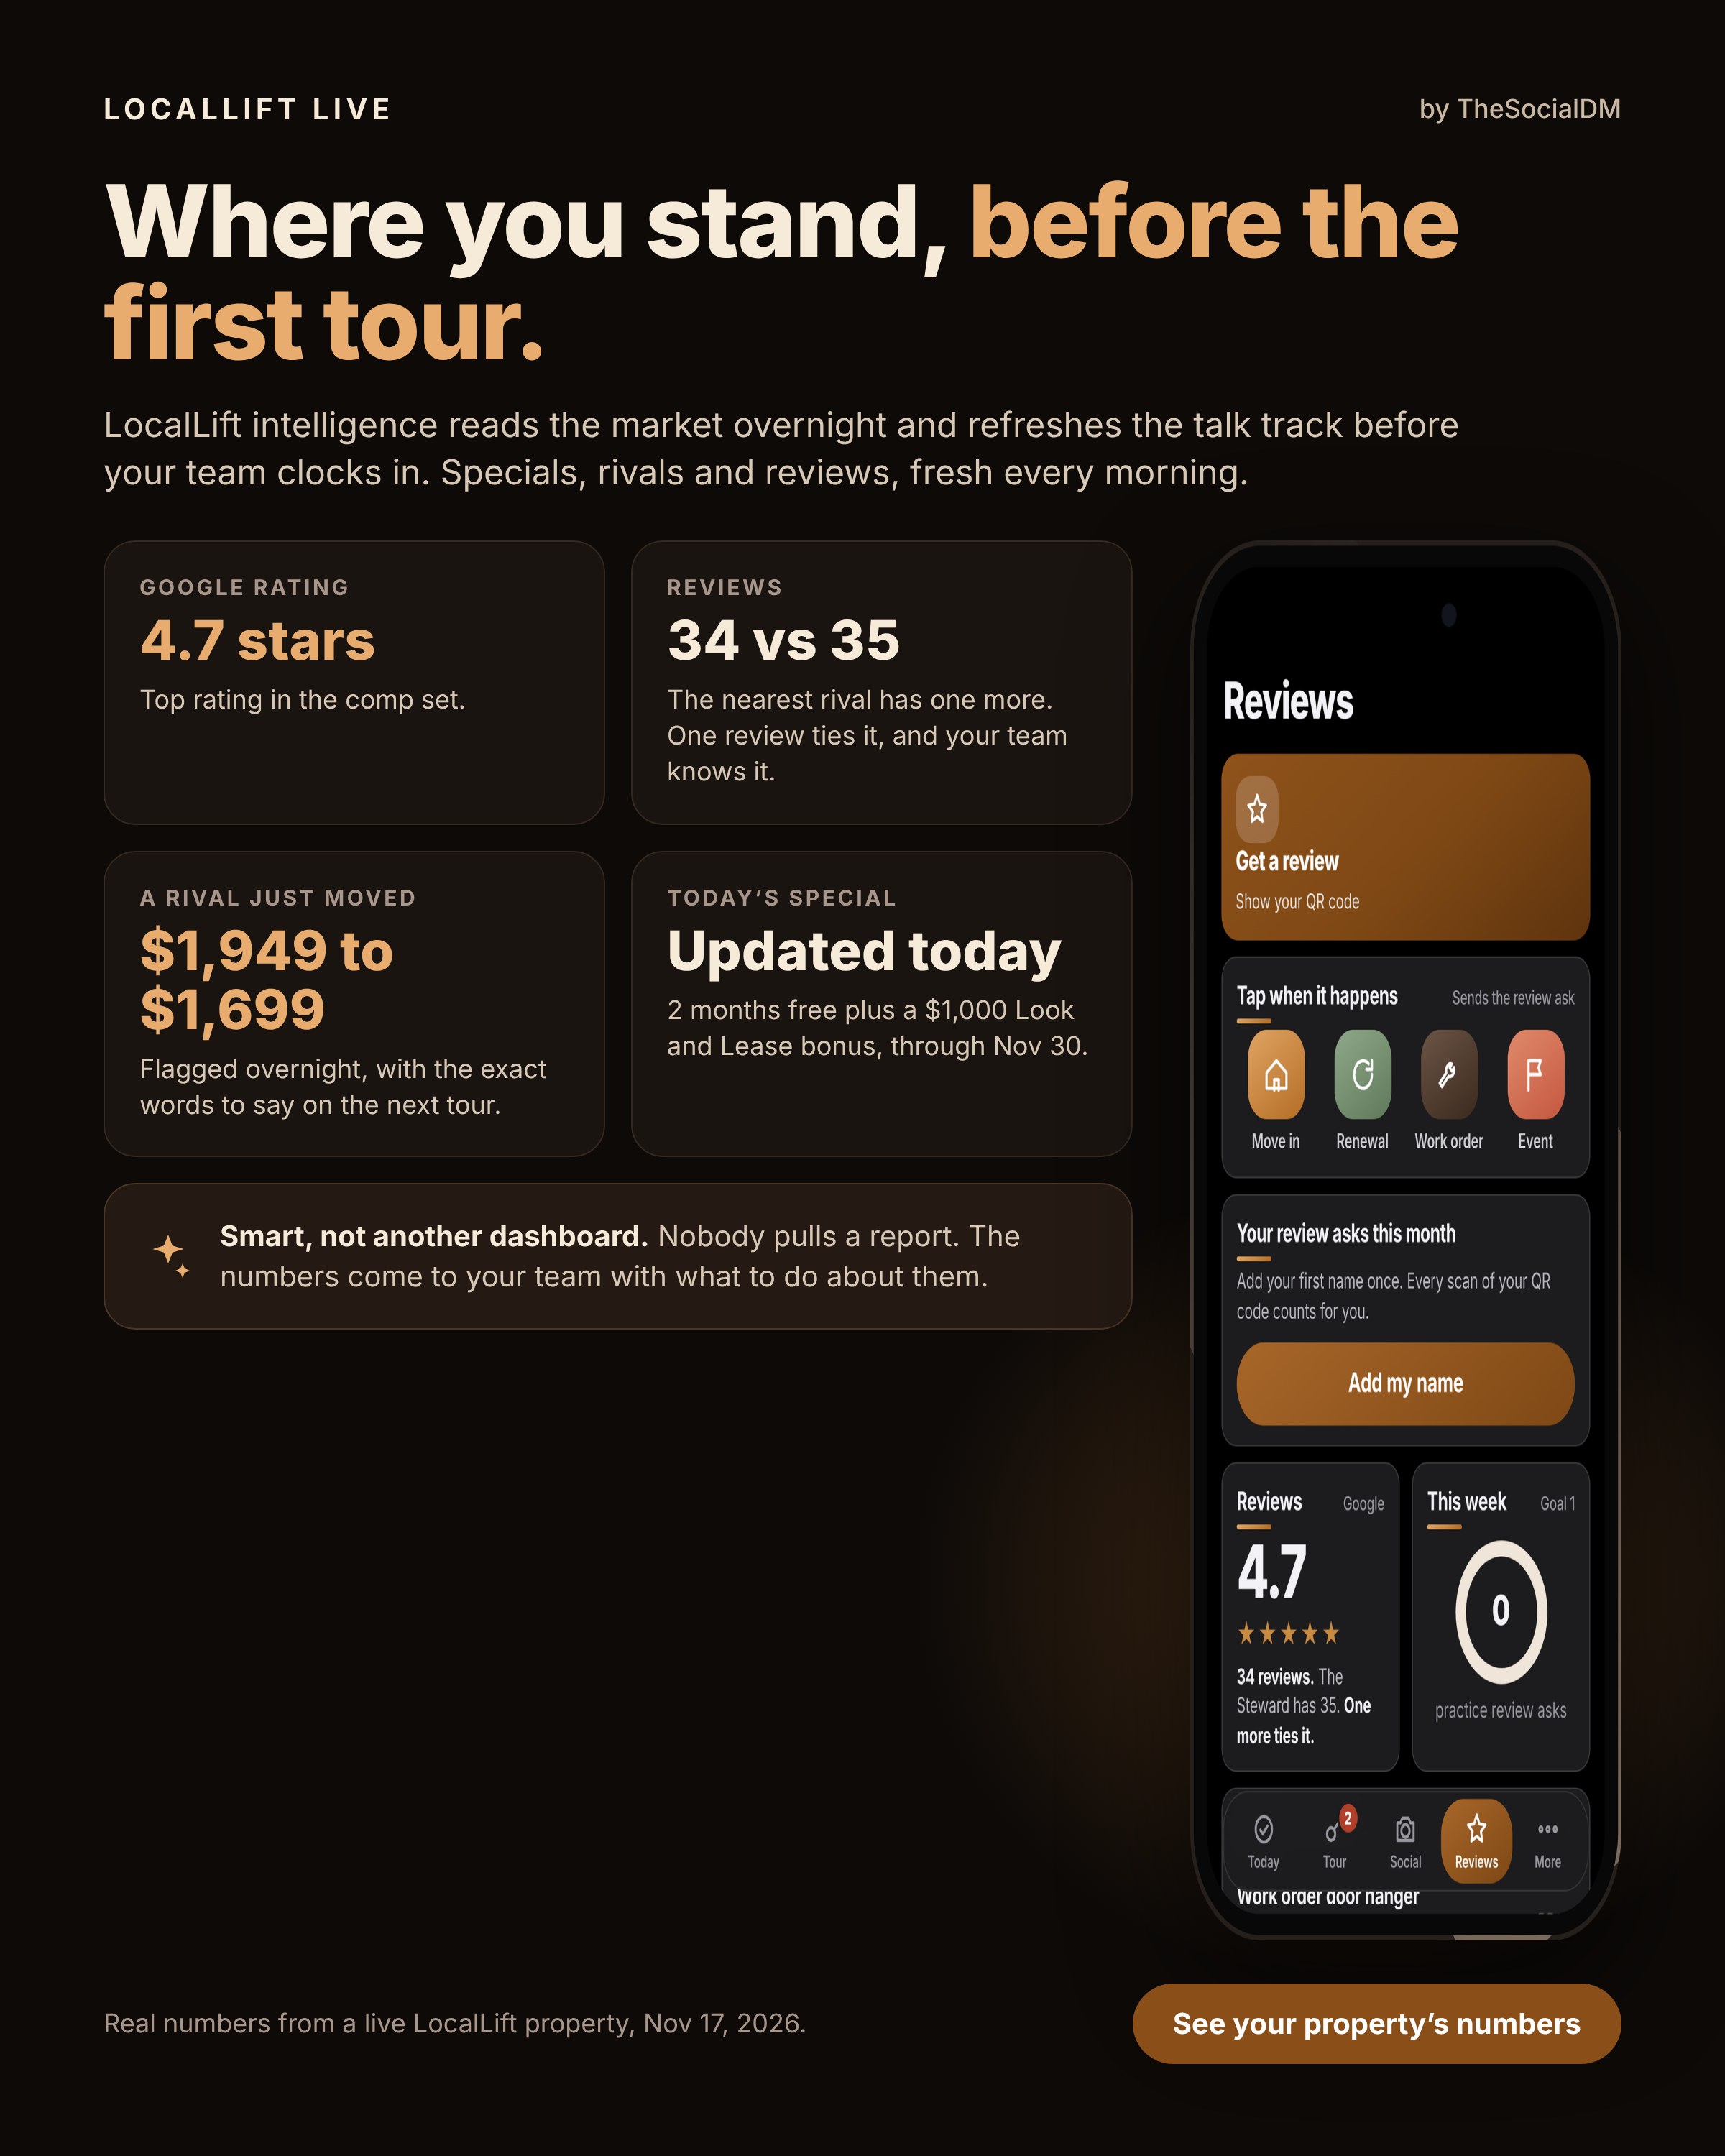 LOCALLIFT LIVE
by TheSocialDM
Where you stand, before the
first tour.
LocalLift intelligence reads the market overnight and refreshes the talk track before
your team clocks in. Specials, rivals and reviews, fresh every morning.
GOOGLE RATING
4.7 stars
Top rating in the comp set.
REVIEWS
34 vs 35
The nearest rival has one more.
One review ties it, and your team
knows it.
A RIVAL JUST MOVED
$1,949 to
$1,699
Flagged overnight, with the exact
words to say on the next tour.
TODAY’S SPECIAL
Updated today
2 months free plus a $1,000 Look
and Lease bonus, through Nov 30.
Smart, not another dashboard. Nobody pulls a report. The
numbers come to your team with what to do about them.
Reviews
Get a review
Show your QR code
Tap when it happens
Sends the review ask
Move in
Renewal
Work order
Event
Your review asks this month
Add your first name once. Every scan of your QR
code counts for you.
Add my name
Reviews
Google
4.7
34 reviews. The
Steward has 35. One
more ties it.
This week
Goal 1
0
practice review asks
2
Today
Tour
Social
Reviews
More
Work order door hanger
Real numbers from a live LocalLift property, Nov 17, 2026.
See your property’s numbers